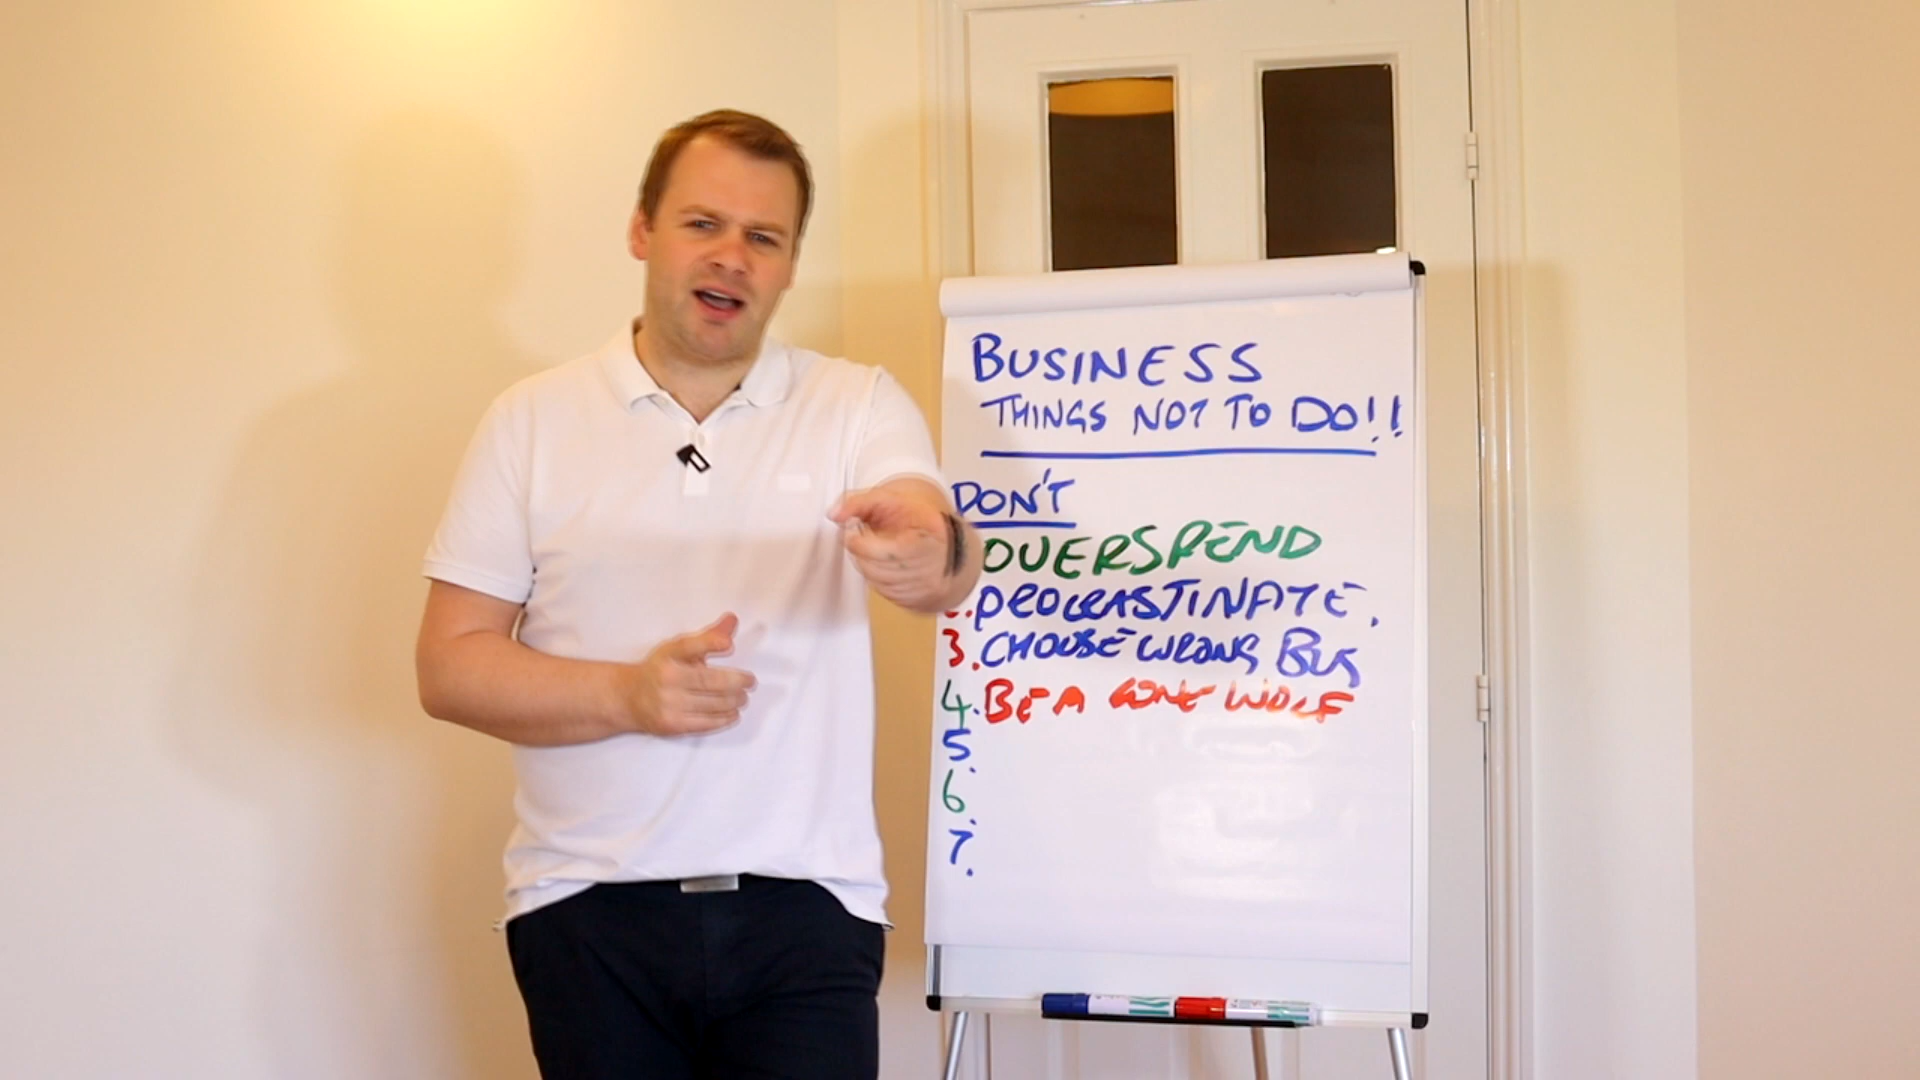 BUSINESS
THINGS NOT TO DO!!
DON'T
OVERSPEND
2. PROCRASTINATE.
3. CHOOSE WRONG BUS
4. BE A LONE WOLF
5.
6.
7.